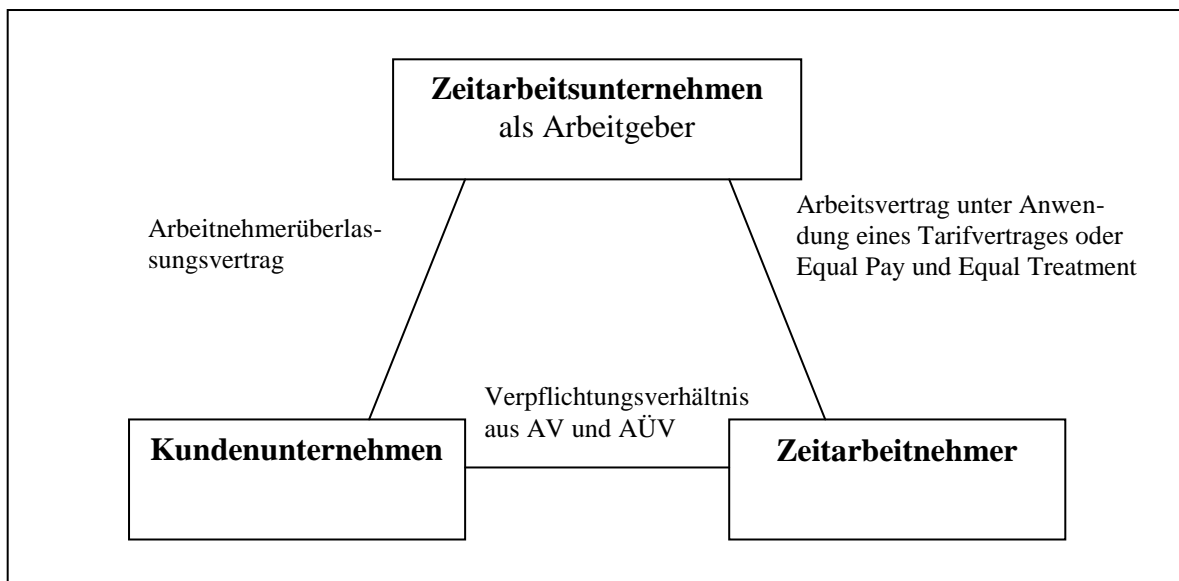 Zeitarbeitsunternehmen
als Arbeitgeber
Arbeitnehmerüberlas-
sungsvertrag
Arbeitsvertrag unter Anwen-
dung eines Tarifvertrages oder
Equal Pay und Equal Treatment
Verpflichtungsverhältnis
aus AV und AÜV
Kundenunternehmen
Zeitarbeitnehmer